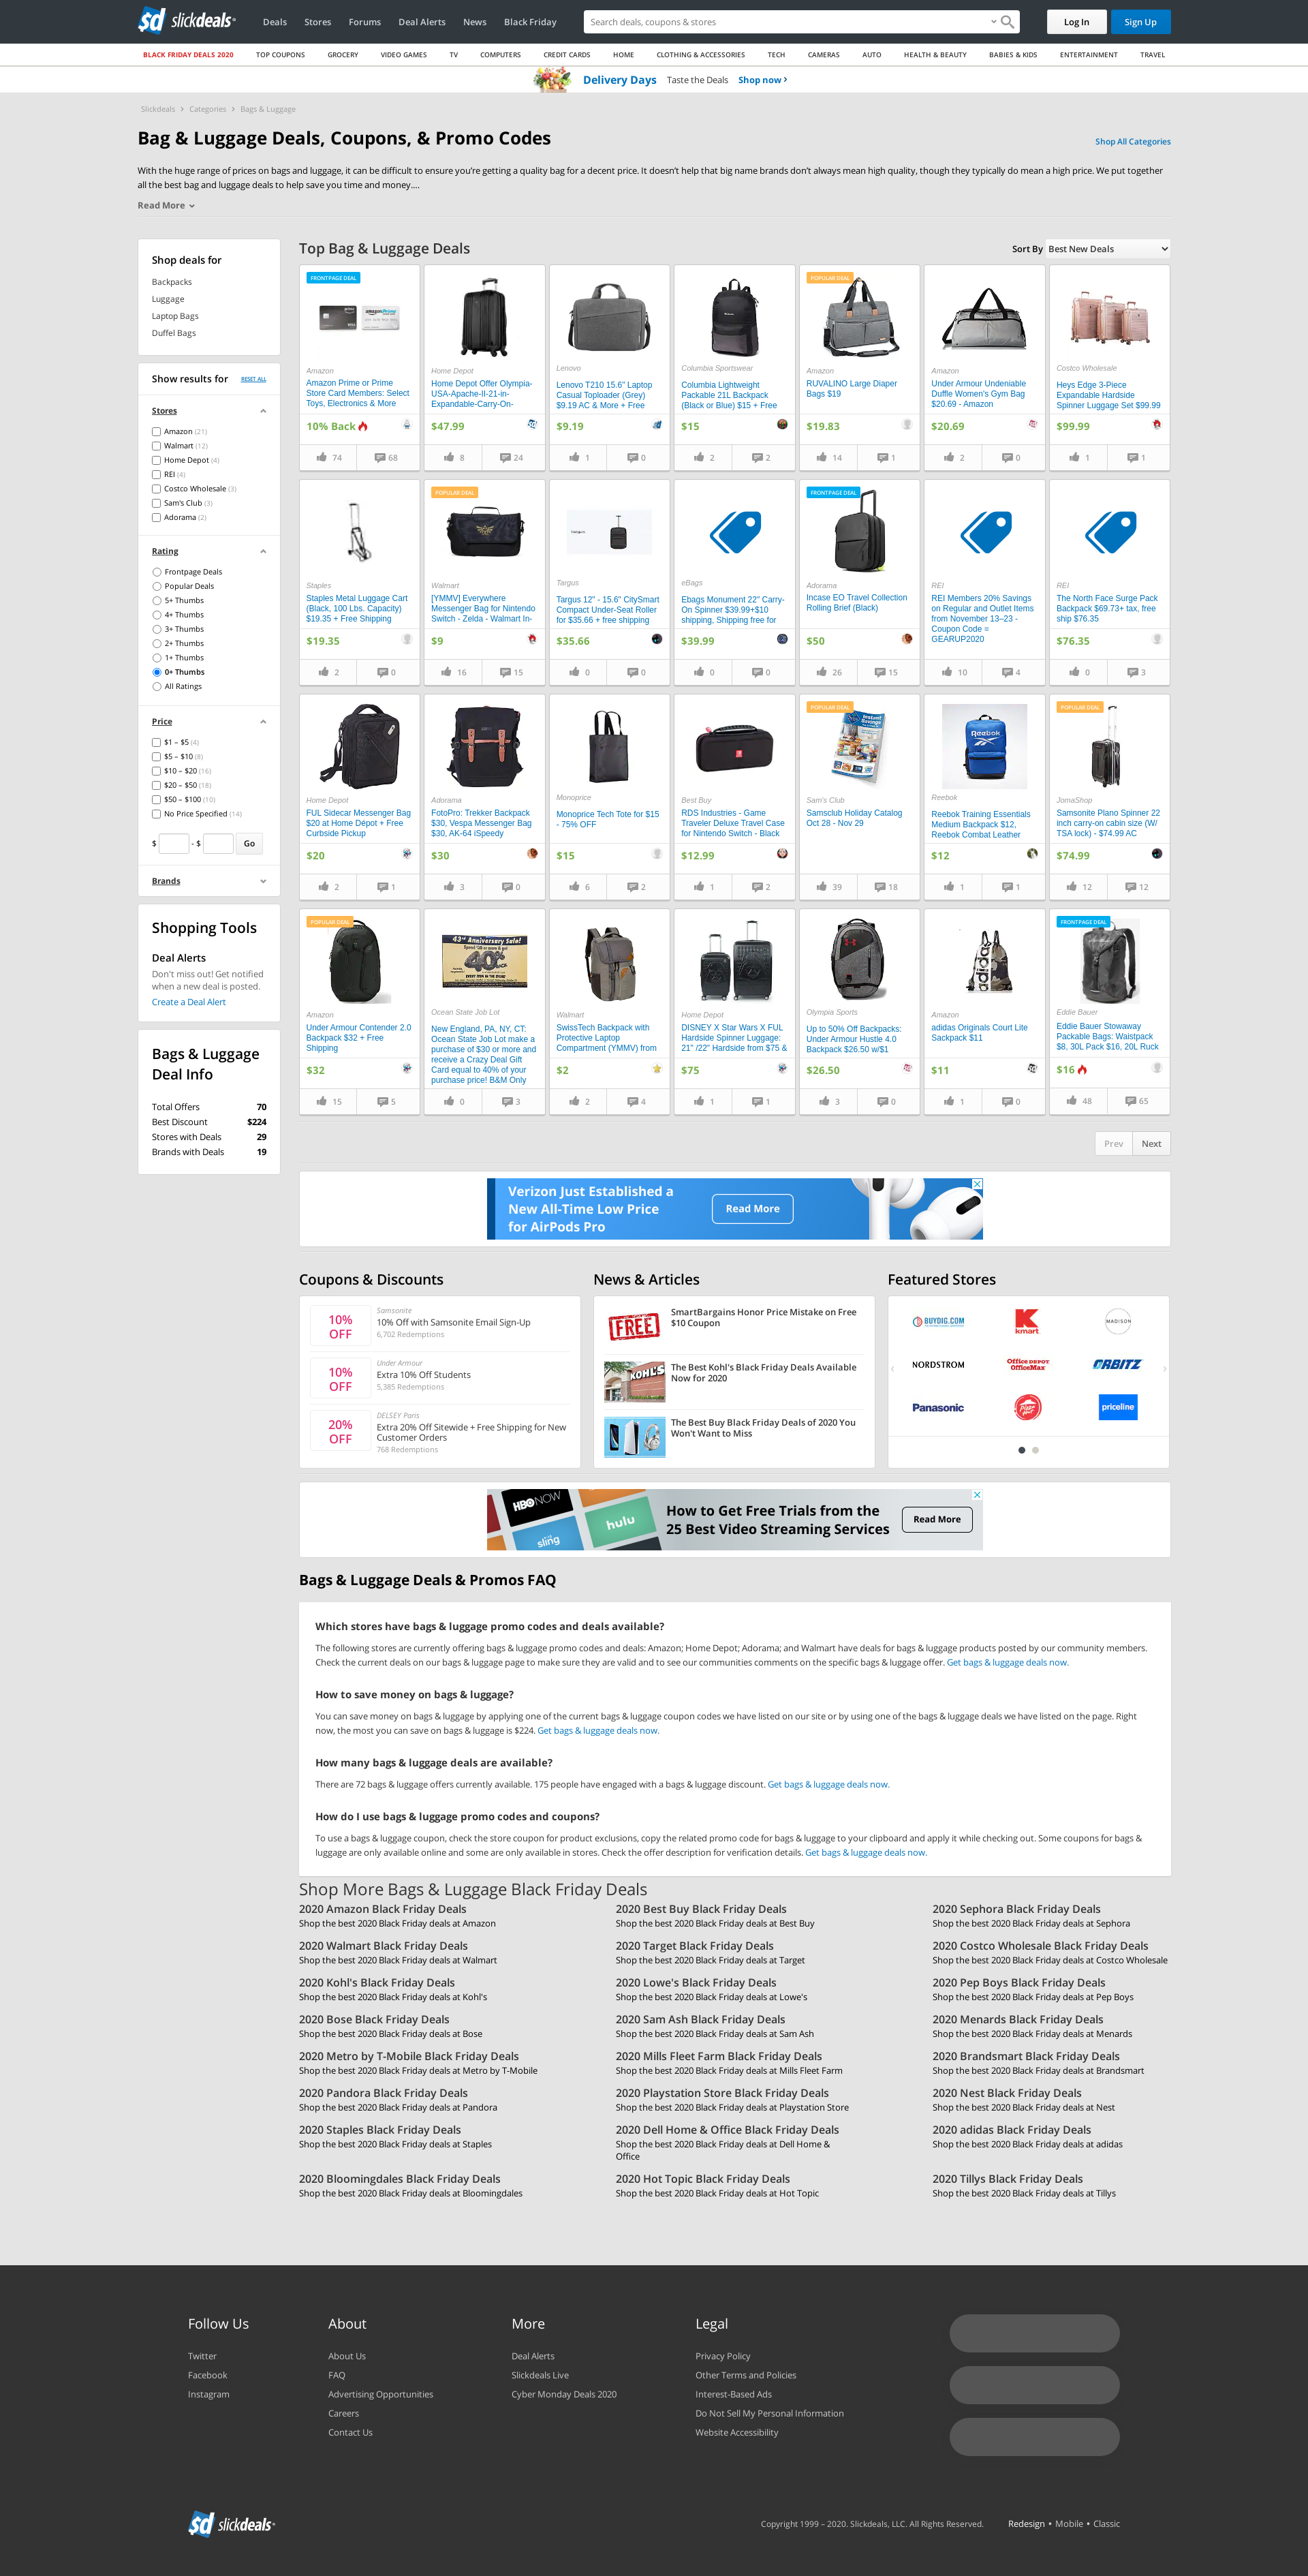 slickdeals
Deals Stores Forums Deal Alerts News Black Friday
Search deals, coupons & stores
Log In
Sign Up
BLACK FRIDAY DEALS 2020 TOP COUPONS GROCERY VIDEO GAMES TV COMPUTERS CREDIT CARDS HOME CLOTHING & ACCESSORIES TECH CAMERAS AUTO HEALTH & BEAUTY BABIES & KIDS ENTERTAINMENT TRAVEL
Delivery Days Taste the Deals Shop now ›
Slickdeals › Categories › Bags & Luggage
Bag & Luggage Deals, Coupons, & Promo Codes
Shop All Categories
With the huge range of prices on bags and luggage, it can be difficult to ensure you're getting a quality bag for a decent price. It doesn't help that big name brands don't always mean high quality, though they typically do mean a high price. We put together
all the best bag and luggage deals to help save you time and money....
Read More
Shop deals for
Backpacks
Luggage
Laptop Bags
Duffel Bags
Show results for RESET ALL
Stores
Amazon (21)
Walmart (12)
Home Depot (4)
REI (4)
Costco Wholesale (3)
Sam's Club (3)
Adorama (2)
Rating
Frontpage Deals
Popular Deals
5+ Thumbs
4+ Thumbs
3+ Thumbs
2+ Thumbs
1+ Thumbs
0+ Thumbs
All Ratings
Price
$1 – $5 (4)
$5 – $10 (8)
$10 – $20 (16)
$20 – $50 (18)
$50 – $100 (10)
No Price Specified (14)
$ - $ Go
Brands
Shopping Tools
Deal Alerts
Don't miss out! Get notified
when a new deal is posted.
Create a Deal Alert
Bags & Luggage
Deal Info
Total Offers 70
Best Discount $224
Stores with Deals 29
Brands with Deals 19
Top Bag & Luggage Deals
Sort By Best New Deals
FRONTPAGE DEAL
Amazon
Amazon Prime or Prime
Store Card Members: Select
Toys, Electronics & More
10% Back
74 68
Home Depot
Home Depot Offer Olympia-
USA-Apache-II-21-in-
Expandable-Carry-On-
$47.99
8 24
Lenovo
Lenovo T210 15.6" Laptop
Casual Toploader (Grey)
$9.19 AC & More + Free
$9.19
1 0
Columbia Sportswear
Columbia Lightweight
Packable 21L Backpack
(Black or Blue) $15 + Free
$15
2 2
POPULAR DEAL
Amazon
RUVALINO Large Diaper
Bags $19
$19.83
14 1
Amazon
Under Armour Undeniable
Duffle Women's Gym Bag
$20.69 - Amazon
$20.69
2 0
Costco Wholesale
Heys Edge 3-Piece
Expandable Hardside
Spinner Luggage Set $99.99
$99.99
1 1
Staples
Staples Metal Luggage Cart
(Black, 100 Lbs. Capacity)
$19.35 + Free Shipping
$19.35
2 0
POPULAR DEAL
Walmart
[YMMV] Everywhere
Messenger Bag for Nintendo
Switch - Zelda - Walmart In-
$9
16 15
Targus
Targus 12" - 15.6" CitySmart
Compact Under-Seat Roller
for $35.66 + free shipping
$35.66
0 0
eBags
Ebags Monument 22" Carry-
On Spinner $39.99+$10
shipping, Shipping free for
$39.99
0 0
FRONTPAGE DEAL
Adorama
Incase EO Travel Collection
Rolling Brief (Black)
$50
26 15
REI
REI Members 20% Savings
on Regular and Outlet Items
from November 13–23 -
Coupon Code =
GEARUP2020
10 4
REI
The North Face Surge Pack
Backpack $69.73+ tax, free
ship $76.35
$76.35
0 3
Home Depot
FUL Sidecar Messenger Bag
$20 at Home Depot + Free
Curbside Pickup
$20
2 1
Adorama
FotoPro: Trekker Backpack
$30, Vespa Messenger Bag
$30, AK-64 iSpeedy
$30
3 0
Monoprice
Monoprice Tech Tote for $15
- 75% OFF
$15
6 2
Best Buy
RDS Industries - Game
Traveler Deluxe Travel Case
for Nintendo Switch - Black
$12.99
1 2
POPULAR DEAL
Instant Savings
Sam's Club
Samsclub Holiday Catalog
Oct 28 - Nov 29
39 18
Reebok
Reebok
Reebok Training Essentials
Medium Backpack $12,
Reebok Combat Leather
$12
1 1
POPULAR DEAL
JomaShop
Samsonite Plano Spinner 22
inch carry-on cabin size (W/
TSA lock) - $74.99 AC
$74.99
12 12
POPULAR DEAL
Amazon
Under Armour Contender 2.0
Backpack $32 + Free
Shipping
$32
15 5
43rd Anniversary Sale!
40%
Ocean State Job Lot
New England, PA, NY, CT:
Ocean State Job Lot make a
purchase of $30 or more and
receive a Crazy Deal Gift
Card equal to 40% of your
purchase price! B&M Only
0 3
Walmart
SwissTech Backpack with
Protective Laptop
Compartment (YMMV) from
$2
2 4
Home Depot
DISNEY X Star Wars X FUL
Hardside Spinner Luggage:
21" /22" Hardside from $75 &
$75
1 1
Olympia Sports
Up to 50% Off Backpacks:
Under Armour Hustle 4.0
Backpack $26.50 w/$1
$26.50
3 0
adidas
Amazon
adidas Originals Court Lite
Sackpack $11
$11
1 0
FRONTPAGE DEAL
Eddie Bauer
Eddie Bauer Stowaway
Packable Bags: Waistpack
$8, 30L Pack $16, 20L Ruck
$16
48 65
Prev Next
Verizon Just Established a
New All-Time Low Price
for AirPods Pro
Read More
Coupons & Discounts
10% OFF
Samsonite
10% Off with Samsonite Email Sign-Up
6,702 Redemptions
10% OFF
Under Armour
Extra 10% Off Students
5,385 Redemptions
20% OFF
DELSEY Paris
Extra 20% Off Sitewide + Free Shipping for New
Customer Orders
768 Redemptions
News & Articles
FREE
SmartBargains Honor Price Mistake on Free
$10 Coupon
KOHL'S
The Best Kohl's Black Friday Deals Available
Now for 2020
The Best Buy Black Friday Deals of 2020 You
Won't Want to Miss
Featured Stores
BUYDIG.COM
kmart
MADISON
NORDSTROM
Office DEPOT
OfficeMax
ORBITZ
Panasonic
Pizza Hut
priceline
HBO NOW
hulu
sling
How to Get Free Trials from the
25 Best Video Streaming Services
Read More
Bags & Luggage Deals & Promos FAQ
Which stores have bags & luggage promo codes and deals available?
The following stores are currently offering bags & luggage promo codes and deals: Amazon; Home Depot; Adorama; and Walmart have deals for bags & luggage products posted by our community members.
Check the current deals on our bags & luggage page to make sure they are valid and to see our communities comments on the specific bags & luggage offer. Get bags & luggage deals now.
How to save money on bags & luggage?
You can save money on bags & luggage by applying one of the current bags & luggage coupon codes we have listed on our site or by using one of the bags & luggage deals we have listed on the page. Right
now, the most you can save on bags & luggage is $224. Get bags & luggage deals now.
How many bags & luggage deals are available?
There are 72 bags & luggage offers currently available. 175 people have engaged with a bags & luggage discount. Get bags & luggage deals now.
How do I use bags & luggage promo codes and coupons?
To use a bags & luggage coupon, check the store coupon for product exclusions, copy the related promo code for bags & luggage to your clipboard and apply it while checking out. Some coupons for bags &
luggage are only available online and some are only available in stores. Check the offer description for verification details. Get bags & luggage deals now.
Shop More Bags & Luggage Black Friday Deals
2020 Amazon Black Friday Deals
Shop the best 2020 Black Friday deals at Amazon
2020 Best Buy Black Friday Deals
Shop the best 2020 Black Friday deals at Best Buy
2020 Sephora Black Friday Deals
Shop the best 2020 Black Friday deals at Sephora
2020 Walmart Black Friday Deals
Shop the best 2020 Black Friday deals at Walmart
2020 Target Black Friday Deals
Shop the best 2020 Black Friday deals at Target
2020 Costco Wholesale Black Friday Deals
Shop the best 2020 Black Friday deals at Costco Wholesale
2020 Kohl's Black Friday Deals
Shop the best 2020 Black Friday deals at Kohl's
2020 Lowe's Black Friday Deals
Shop the best 2020 Black Friday deals at Lowe's
2020 Pep Boys Black Friday Deals
Shop the best 2020 Black Friday deals at Pep Boys
2020 Bose Black Friday Deals
Shop the best 2020 Black Friday deals at Bose
2020 Sam Ash Black Friday Deals
Shop the best 2020 Black Friday deals at Sam Ash
2020 Menards Black Friday Deals
Shop the best 2020 Black Friday deals at Menards
2020 Metro by T-Mobile Black Friday Deals
Shop the best 2020 Black Friday deals at Metro by T-Mobile
2020 Mills Fleet Farm Black Friday Deals
Shop the best 2020 Black Friday deals at Mills Fleet Farm
2020 Brandsmart Black Friday Deals
Shop the best 2020 Black Friday deals at Brandsmart
2020 Pandora Black Friday Deals
Shop the best 2020 Black Friday deals at Pandora
2020 Playstation Store Black Friday Deals
Shop the best 2020 Black Friday deals at Playstation Store
2020 Nest Black Friday Deals
Shop the best 2020 Black Friday deals at Nest
2020 Staples Black Friday Deals
Shop the best 2020 Black Friday deals at Staples
2020 Dell Home & Office Black Friday Deals
Shop the best 2020 Black Friday deals at Dell Home &
Office
2020 adidas Black Friday Deals
Shop the best 2020 Black Friday deals at adidas
2020 Bloomingdales Black Friday Deals
Shop the best 2020 Black Friday deals at Bloomingdales
2020 Hot Topic Black Friday Deals
Shop the best 2020 Black Friday deals at Hot Topic
2020 Tillys Black Friday Deals
Shop the best 2020 Black Friday deals at Tillys
Follow Us
Twitter
Facebook
Instagram
About
About Us
FAQ
Advertising Opportunities
Careers
Contact Us
More
Deal Alerts
Slickdeals Live
Cyber Monday Deals 2020
Legal
Privacy Policy
Other Terms and Policies
Interest-Based Ads
Do Not Sell My Personal Information
Website Accessibility
slickdeals
Copyright 1999 – 2020. Slickdeals, LLC. All Rights Reserved. Redesign • Mobile • Classic